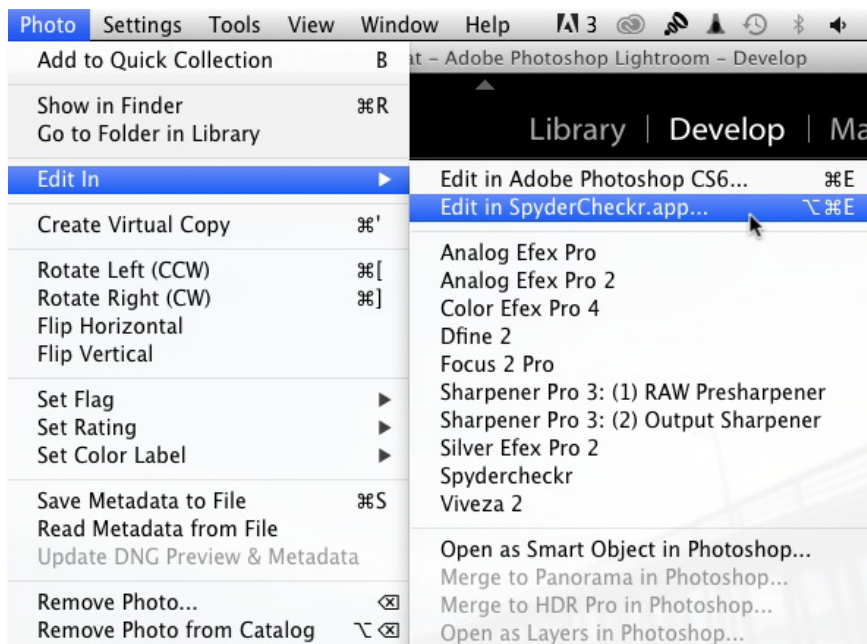 Photo Settings Tools View Window Help 3
at – Adobe Photoshop Lightroom – Develop
Library | Develop | Ma
Add to Quick Collection B
Show in Finder ⌘R
Go to Folder in Library
Edit In ▶
Create Virtual Copy ⌘'
Rotate Left (CCW) ⌘[
Rotate Right (CW) ⌘]
Flip Horizontal
Flip Vertical
Set Flag ▶
Set Rating ▶
Set Color Label ▶
Save Metadata to File ⌘S
Read Metadata from File
Update DNG Preview & Metadata
Remove Photo... ⌫
Remove Photo from Catalog ⌥⌫
Edit in Adobe Photoshop CS6... ⌘E
Edit in SpyderCheckr.app... ⌥⌘E
Analog Efex Pro
Analog Efex Pro 2
Color Efex Pro 4
Dfine 2
Focus 2 Pro
Sharpener Pro 3: (1) RAW Presharpener
Sharpener Pro 3: (2) Output Sharpener
Silver Efex Pro 2
Spydercheckr
Viveza 2
Open as Smart Object in Photoshop...
Merge to Panorama in Photoshop...
Merge to HDR Pro in Photoshop...
Open as Layers in Photoshop...